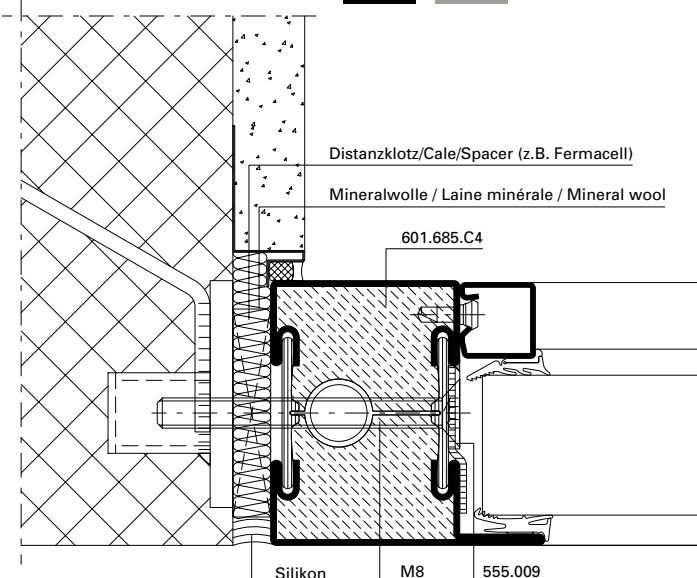 Distanzklotz/Cale/Spacer (z.B. Fermacell)
Mineralwolle / Laine minérale / Mineral wool
601.685.C4
Silikon
M8
555.009